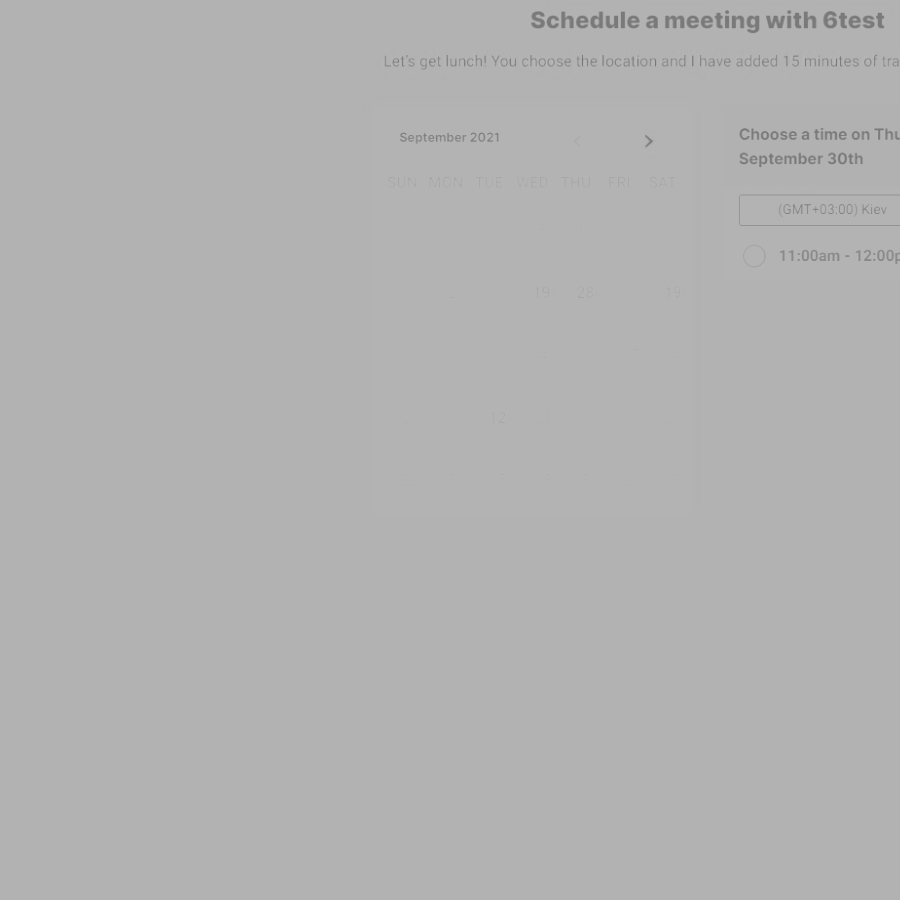 Schedule a meeting with 6test
Let's get lunch! You choose the location and I have added 15 minutes of tra
September 2021
SUN MON TUE WED THU FRI SAT
19 28 19
12
Choose a time on Thu
September 30th
(GMT+03:00) Kiev
11:00am - 12:00p